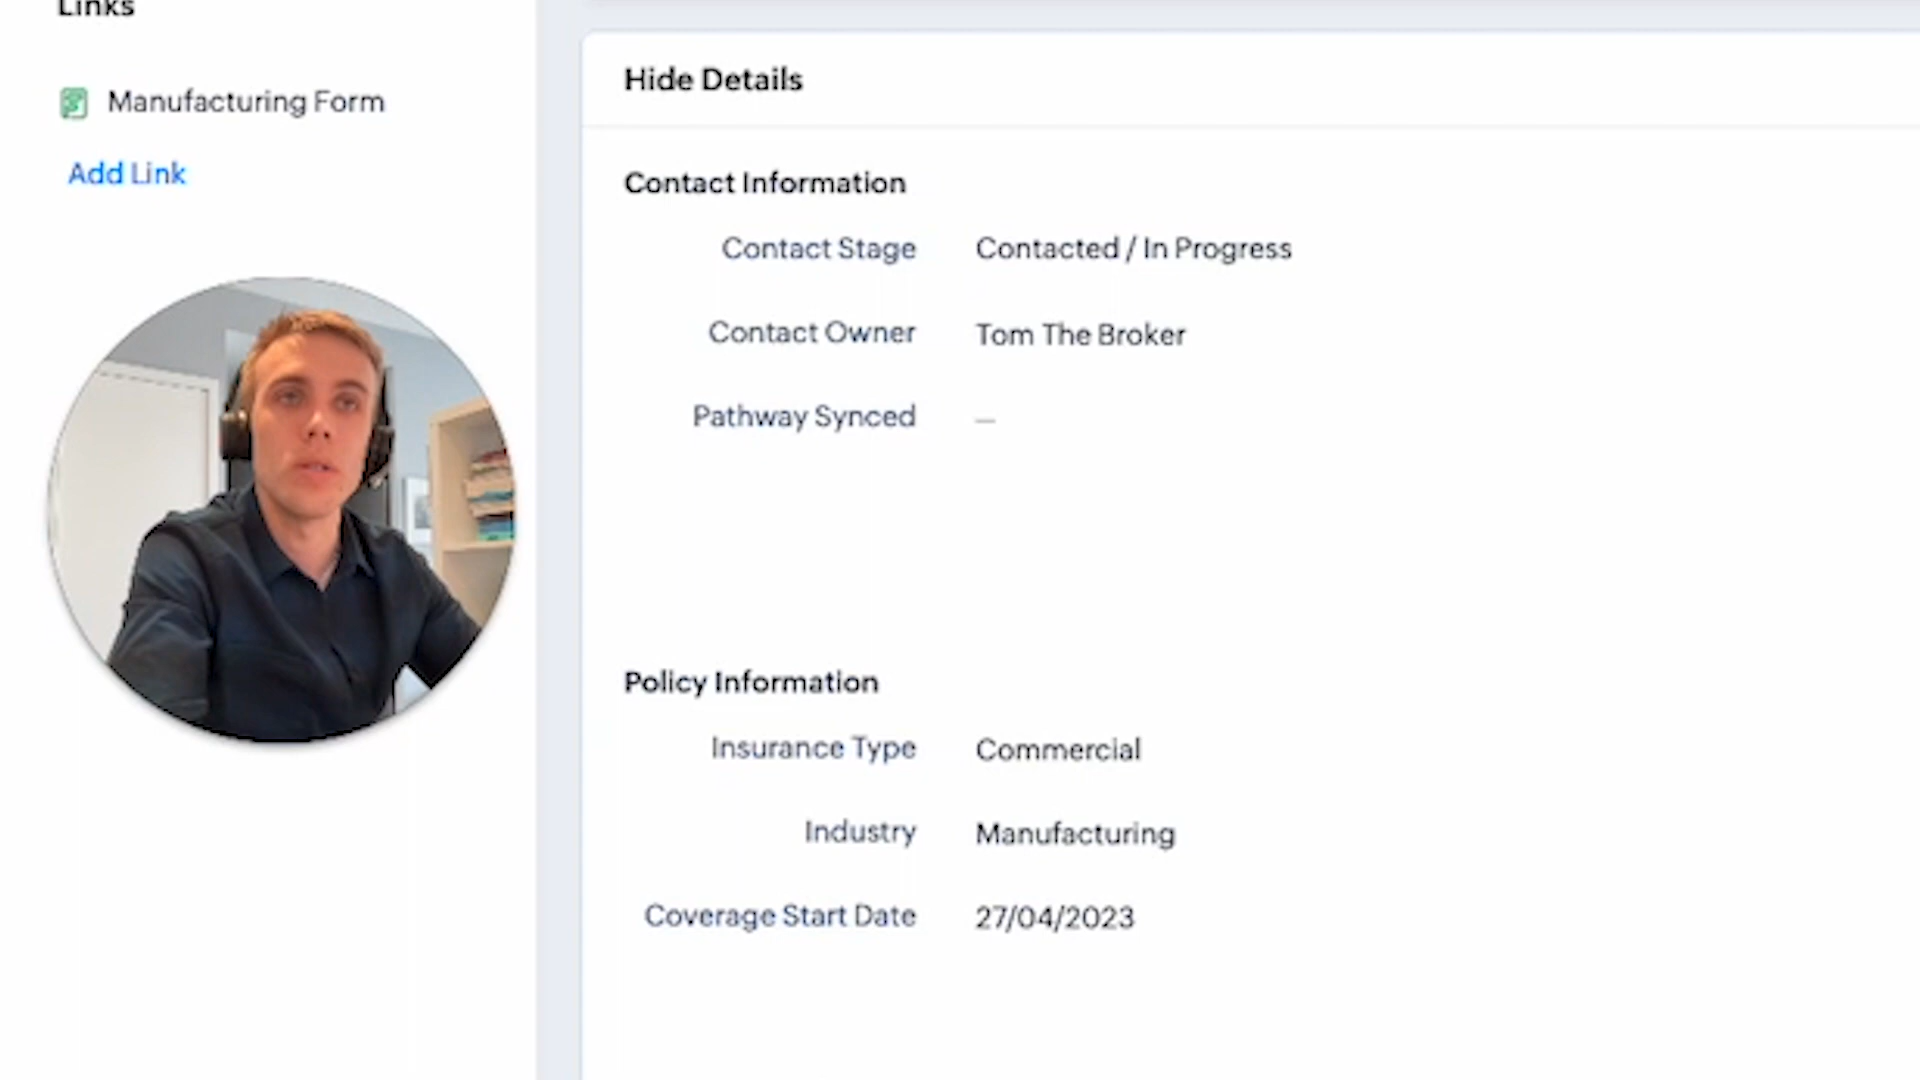 Links
Manufacturing Form
Add Link
Hide Details
Contact Information
Contact Stage Contacted / In Progress
Contact Owner Tom The Broker
Pathway Synced —
Policy Information
Insurance Type Commercial
Industry Manufacturing
Coverage Start Date 27/04/2023